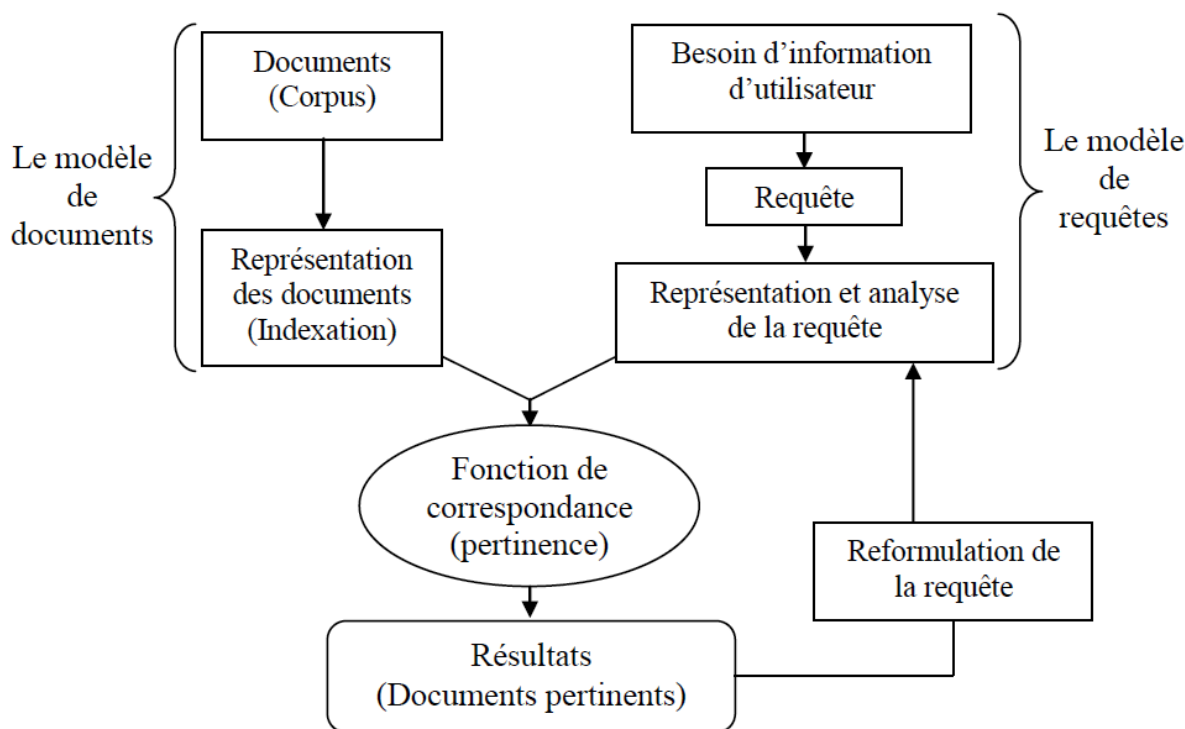 Documents
(Corpus)
Besoin d’information
d’utilisateur
Le modèle
de
documents
Le modèle
de
requêtes
Requête
Représentation
des documents
(Indexation)
Représentation et analyse
de la requête
Fonction de
correspondance
(pertinence)
Reformulation de
la requête
Résultats
(Documents pertinents)